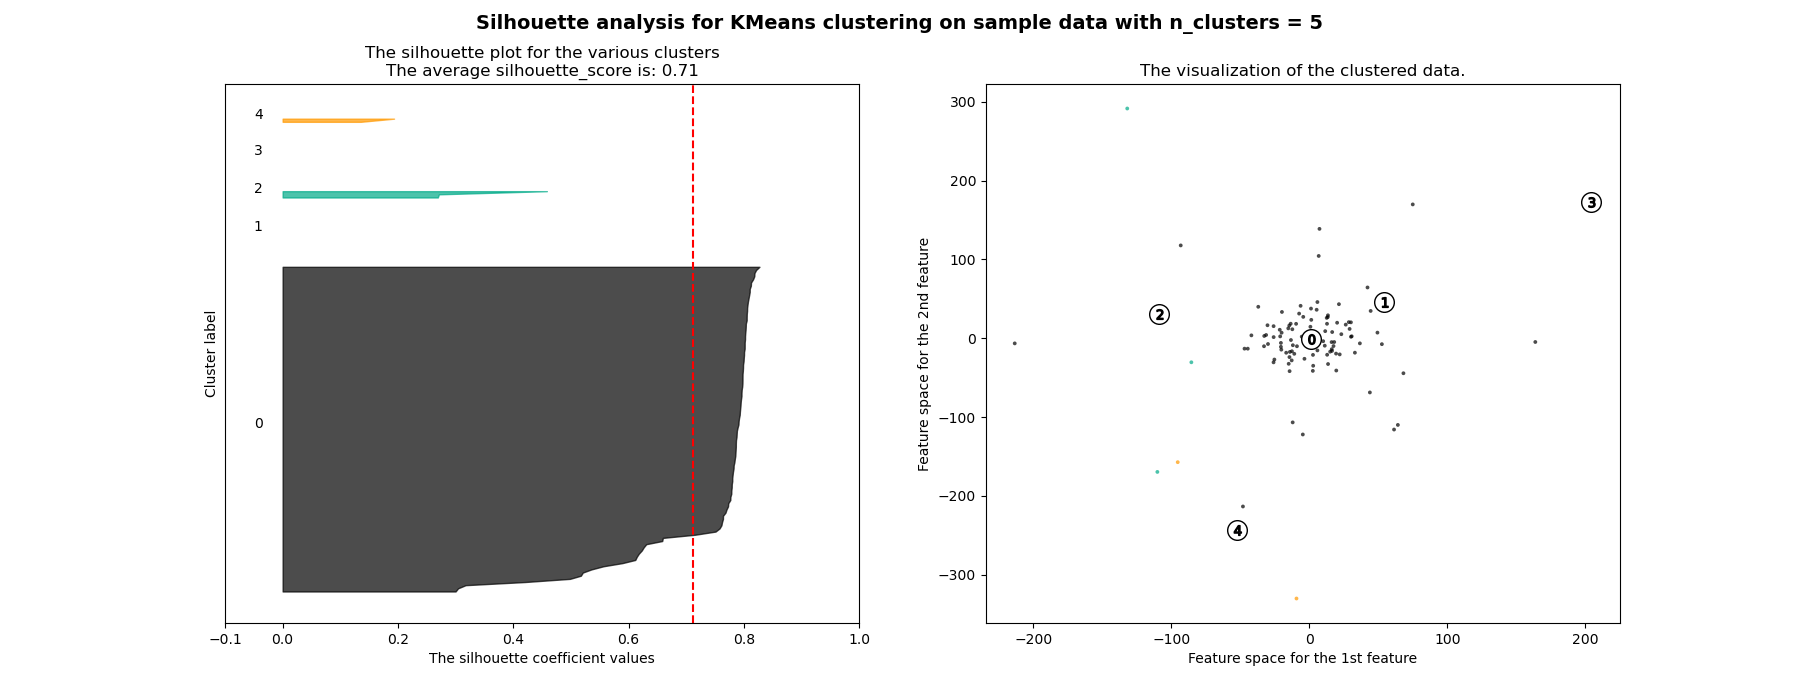 Silhouette analysis for KMeans clustering on sample data with n_clusters = 5
The silhouette plot for the various clusters
The average silhouette_score is: 0.71
4
3
2
1
0
Cluster label
−0.1 0.0 0.2 0.4 0.6 0.8 1.0
The silhouette coefficient values
The visualization of the clustered data.
300
200
100
0
−100
−200
−300
Feature space for the 2nd feature
3
1
2
0
4
−200 −100 0 100 200
Feature space for the 1st feature